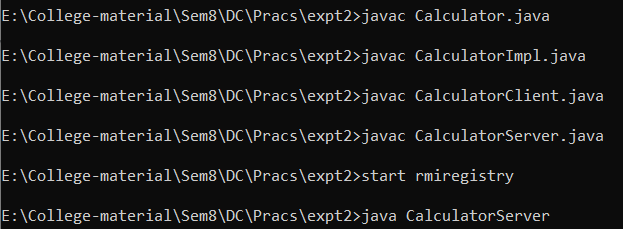 E:\College-material\Sem8\DC\Pracs\expt2>javac Calculator.java
E:\College-material\Sem8\DC\Pracs\expt2>javac CalculatorImpl.java
E:\College-material\Sem8\DC\Pracs\expt2>javac CalculatorClient.java
E:\College-material\Sem8\DC\Pracs\expt2>javac CalculatorServer.java
E:\College-material\Sem8\DC\Pracs\expt2>start rmiregistry
E:\College-material\Sem8\DC\Pracs\expt2>java CalculatorServer